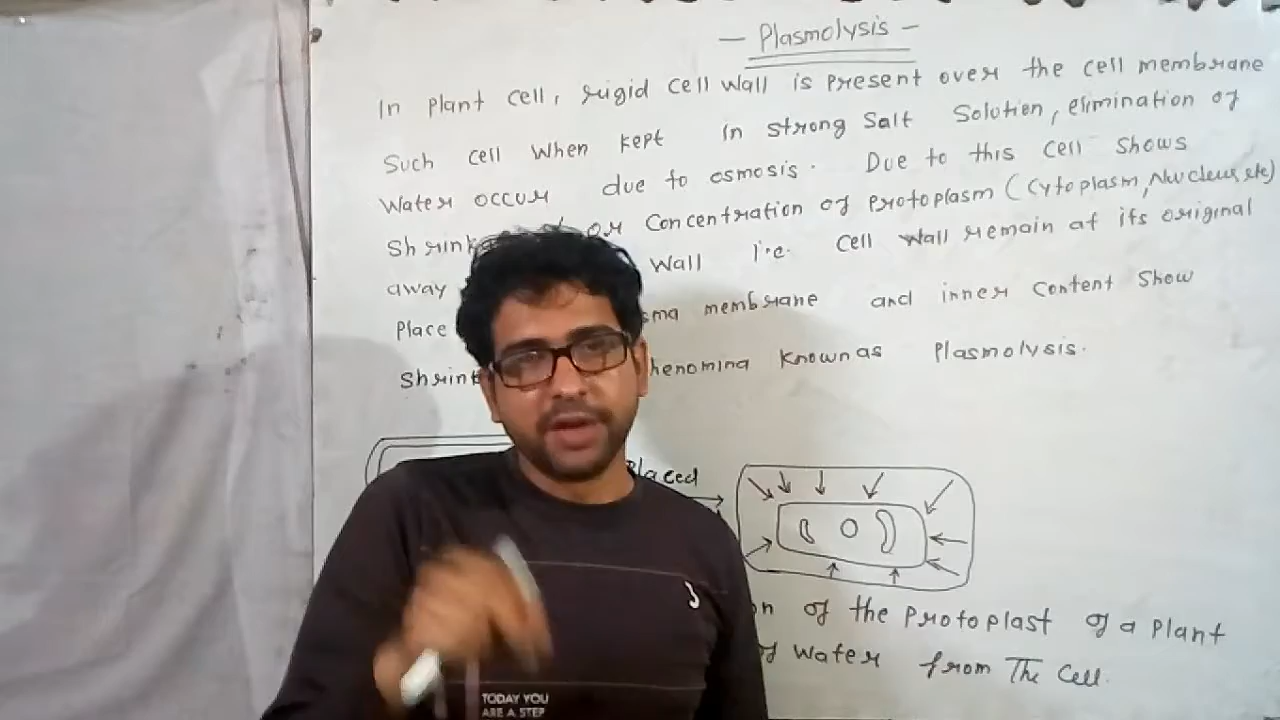 — Plasmolysis —
In plant cell, rigid cell wall is present over the cell membrane
Such cell when kept in strong Salt Solution, elimination of
Water occur due to osmosis. Due to this cell shows
Shrink or concentration of protoplasm (cytoplasm, Nucleus, etc)
away wall i.e. cell wall remain at its original
Place membrane and inner content show
Shrink known as Plasmolysis.
Placed
of the Protoplast of a Plant
of water from The Cell.
TODAY YOU
ARE A STEP